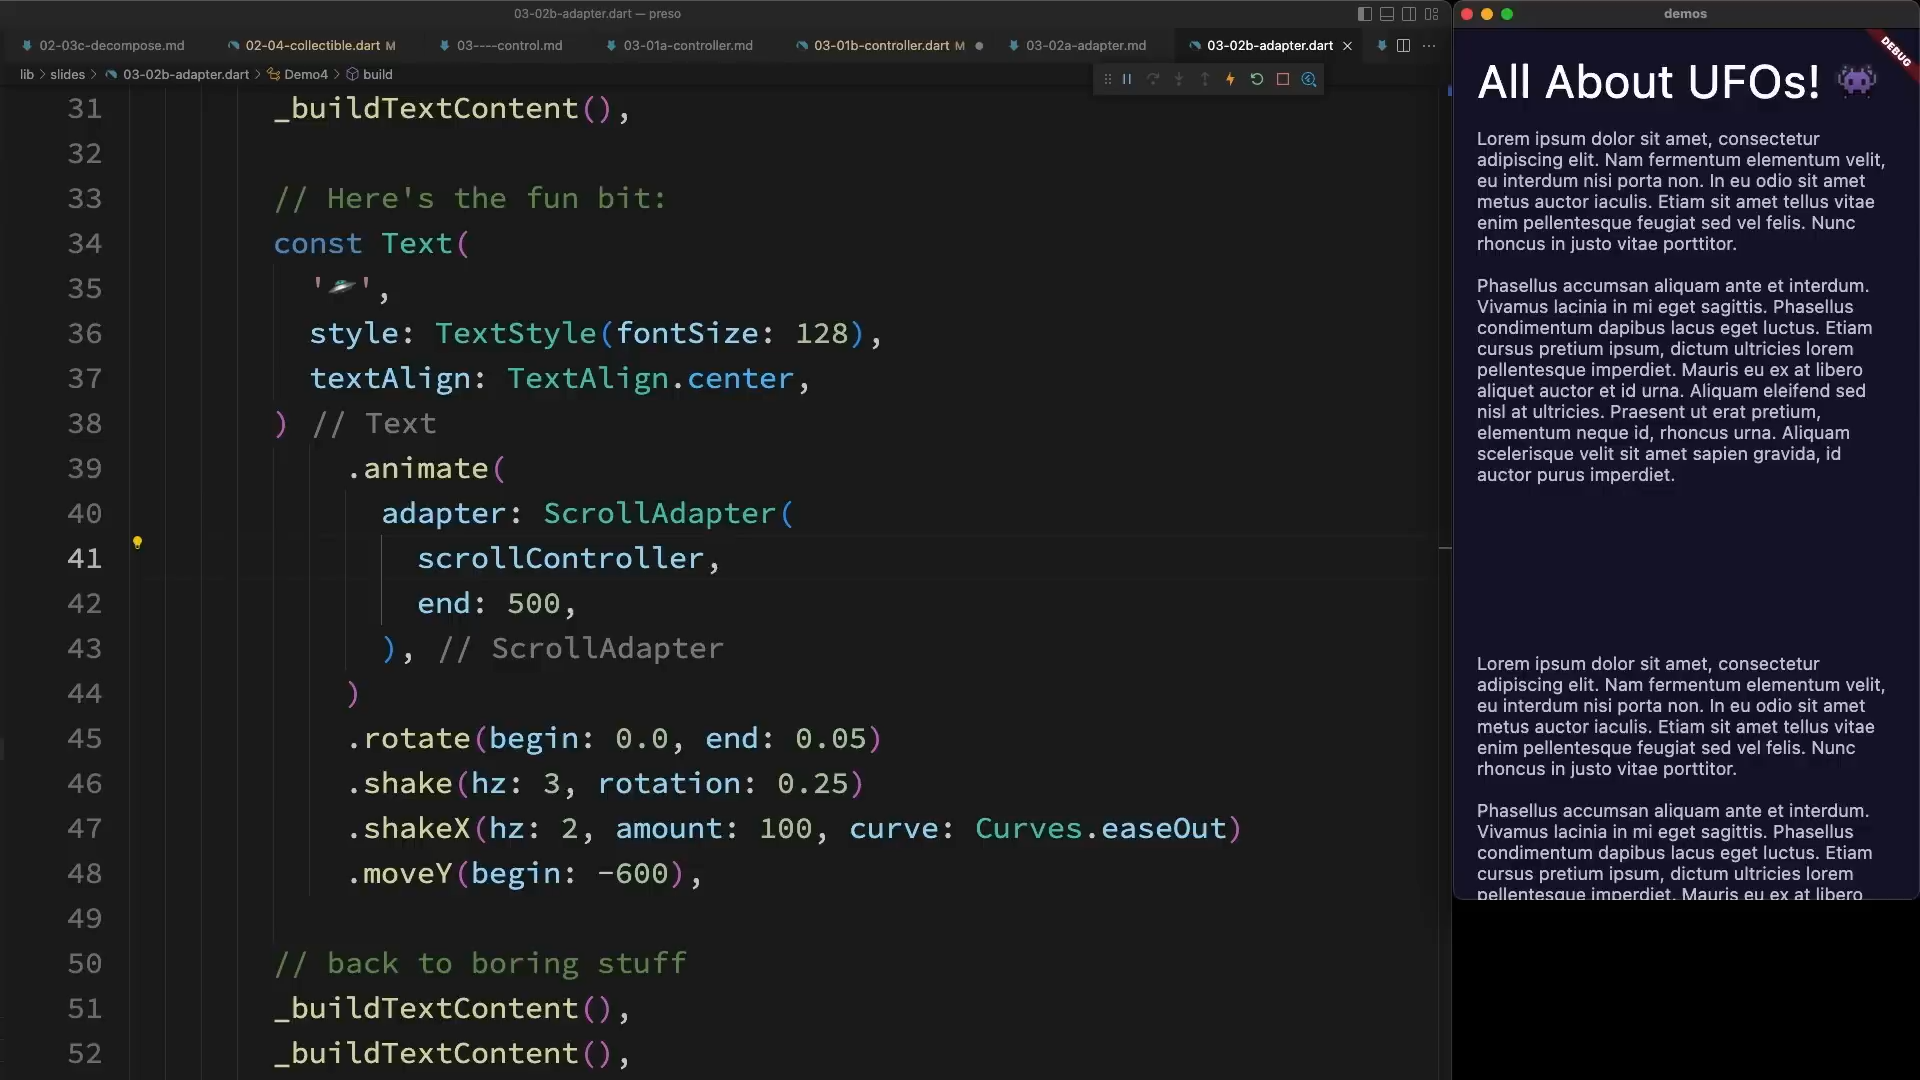 03-02b-adapter.dart — preso
02-03c-decompose.md
02-04-collectible.dart M
03----control.md
03-01a-controller.md
03-01b-controller.dart M
03-02a-adapter.md
03-02b-adapter.dart
lib > slides > 03-02b-adapter.dart > Demo4 > build
31 _buildTextContent(),
32
33 // Here's the fun bit:
34 const Text(
35 '🛸',
36 style: TextStyle(fontSize: 128),
37 textAlign: TextAlign.center,
38 ) // Text
39 .animate(
40 adapter: ScrollAdapter(
41 scrollController,
42 end: 500,
43 ), // ScrollAdapter
44 )
45 .rotate(begin: 0.0, end: 0.05)
46 .shake(hz: 3, rotation: 0.25)
47 .shakeX(hz: 2, amount: 100, curve: Curves.easeOut)
48 .moveY(begin: -600),
49
50 // back to boring stuff
51 _buildTextContent(),
52 _buildTextContent(),
demos
DEBUG
All About UFOs! 👾
Lorem ipsum dolor sit amet, consectetur
adipiscing elit. Nam fermentum elementum velit,
eu interdum nisi porta non. In eu odio sit amet
metus auctor iaculis. Etiam sit amet tellus vitae
enim pellentesque feugiat sed vel felis. Nunc
rhoncus in justo vitae porttitor.
Phasellus accumsan aliquam ante et interdum.
Vivamus lacinia in mi eget sagittis. Phasellus
condimentum dapibus lacus eget luctus. Etiam
cursus pretium ipsum, dictum ultricies lorem
pellentesque imperdiet. Mauris eu ex at libero
aliquet auctor et id urna. Aliquam eleifend sed
nisl at ultricies. Praesent ut erat pretium,
elementum neque id, rhoncus urna. Aliquam
scelerisque velit sit amet sapien gravida, id
auctor purus imperdiet.
Lorem ipsum dolor sit amet, consectetur
adipiscing elit. Nam fermentum elementum velit,
eu interdum nisi porta non. In eu odio sit amet
metus auctor iaculis. Etiam sit amet tellus vitae
enim pellentesque feugiat sed vel felis. Nunc
rhoncus in justo vitae porttitor.
Phasellus accumsan aliquam ante et interdum.
Vivamus lacinia in mi eget sagittis. Phasellus
condimentum dapibus lacus eget luctus. Etiam
cursus pretium ipsum, dictum ultricies lorem
pellentesque imperdiet. Mauris eu ex at libero